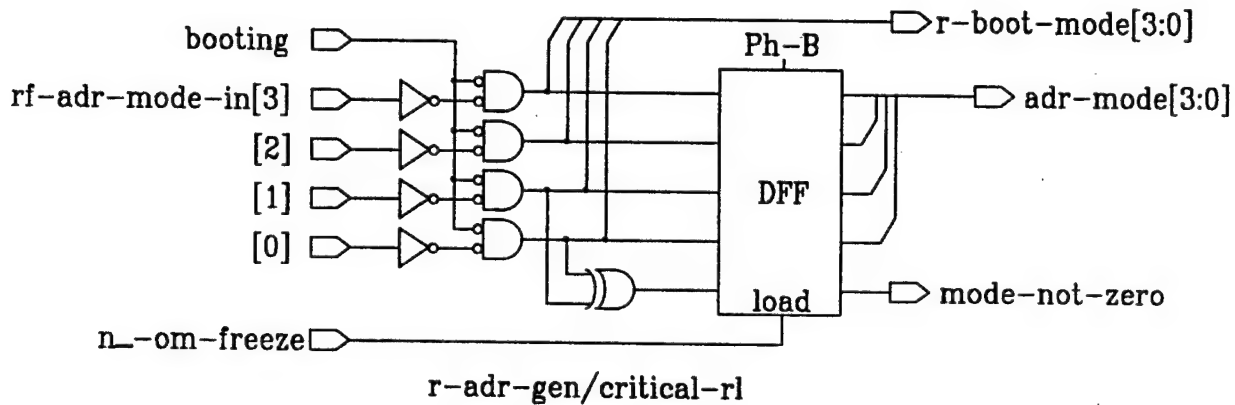 booting
r-boot-mode[3:0]
Ph-B
rf-adr-mode-in[3]
adr-mode[3:0]
[2]
[1]
DFF
[0]
load
mode-not-zero
n_-om-freeze
r-adr-gen/critical-rl